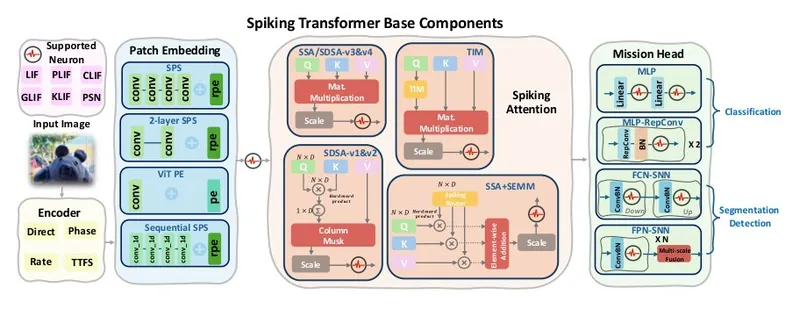 Spiking Transformer Base Components
Supported
Neuron
LIF PLIF CLIF
GLIF KLIF PSN
Input Image
Encoder
Direct Phase
Rate TTFS
Patch Embedding
SPS
conv conv conv conv rpe
2-layer SPS
conv conv rpe
ViT PE
conv pe
Sequential SPS
conv_1d conv_1d conv_1d conv_1d rpe
SSA/SDSA-v3&v4
Q K V
Mat.
Multiplication
Scale
TIM
Q K V
TIM
Mat.
Multiplication
Scale
Spiking
Attention
SDSA-v1&v2
N × D
Q K V
N × D
Hardmard
product
1 × D
Column
Musk
Scale
SSA+SEMM
N × D
Spiking
Router
N × D Hardmard
product
Q
K
V
Element-wise
Addition
Scale
Mission Head
MLP
Linear Linear
MLP-RepConv
RepConv BN X 2
Classification
FCN-SNN
ConvBN Down ConvBN Up
Segmentation
Detection
FPN-SNN
X N
ConvBN
Multi-scale
Fusion